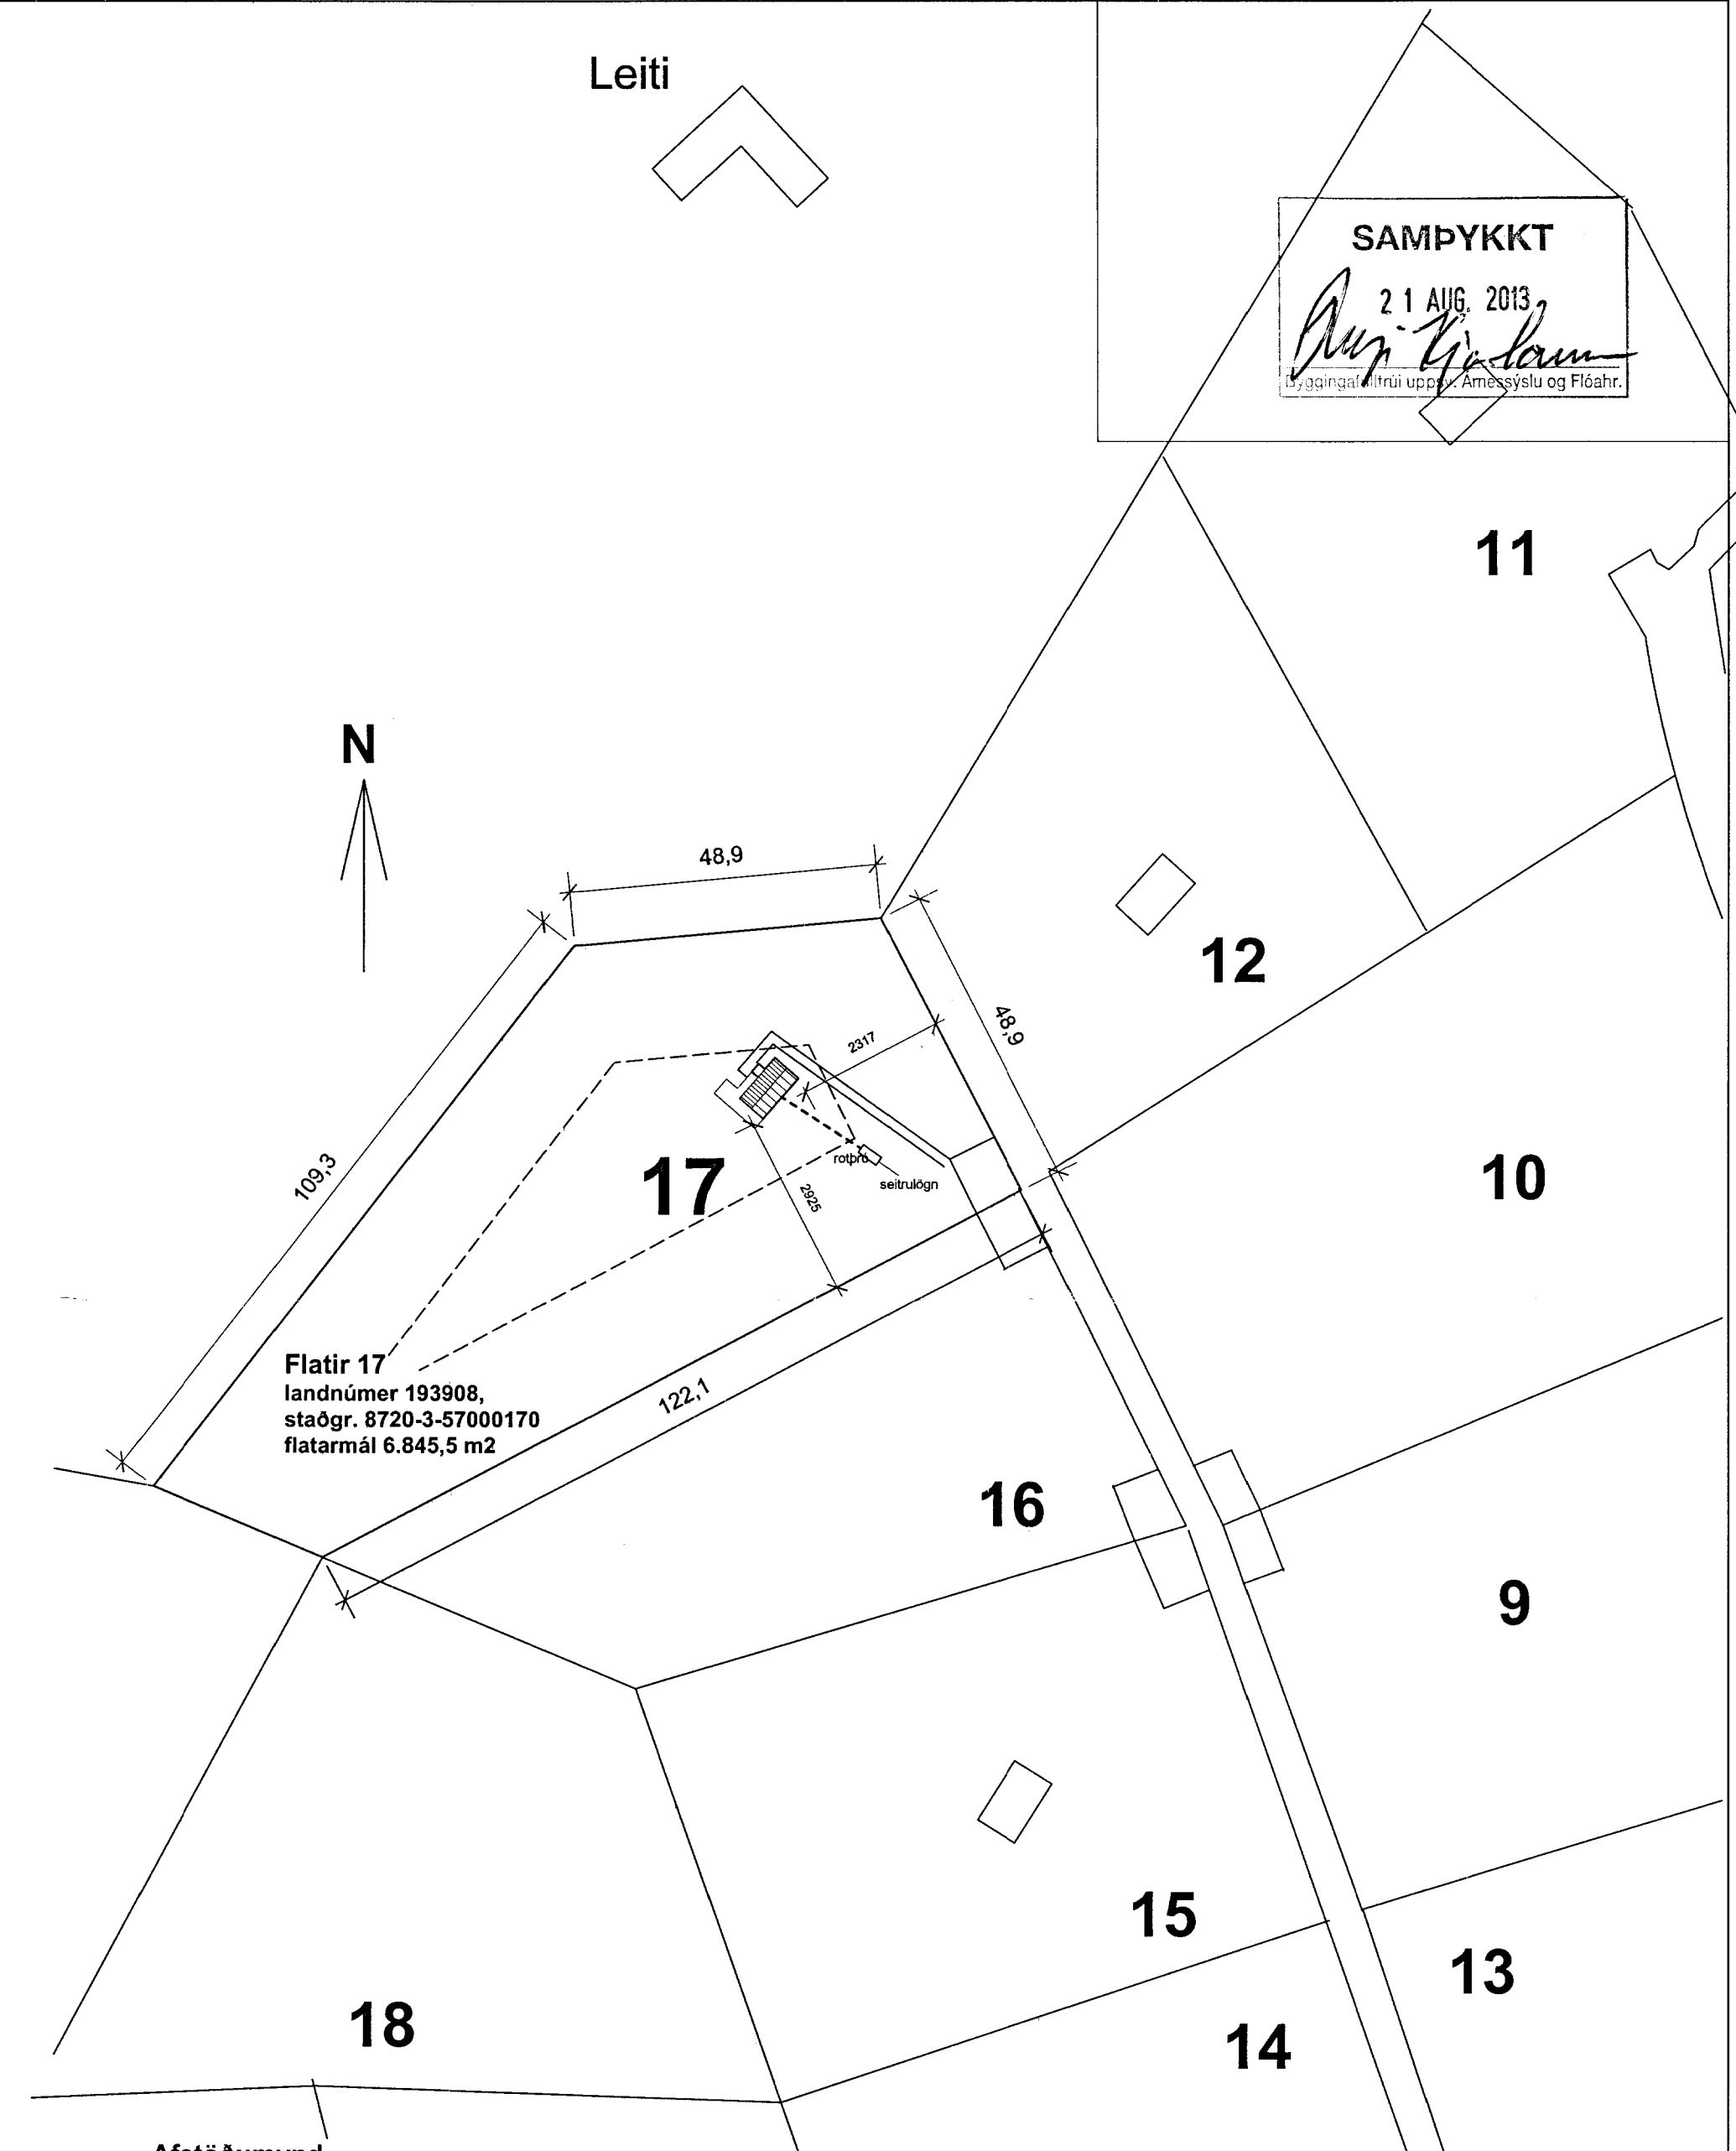 Leiti
SAMÞYKKT
21 AUG. 2013
Byggingafulltrúi uppsv. Árnessýslu og Flóahr.
11
N
48,9
12
48,9
2317
109,3
17
rotþró
seitrulögn
10
2925
Flatir 17
landnúmer 193908,
staðgr. 8720-3-57000170
flatarmál 6.845,5 m2
122,1
16
9
15
13
18
14
Afstöðumynd